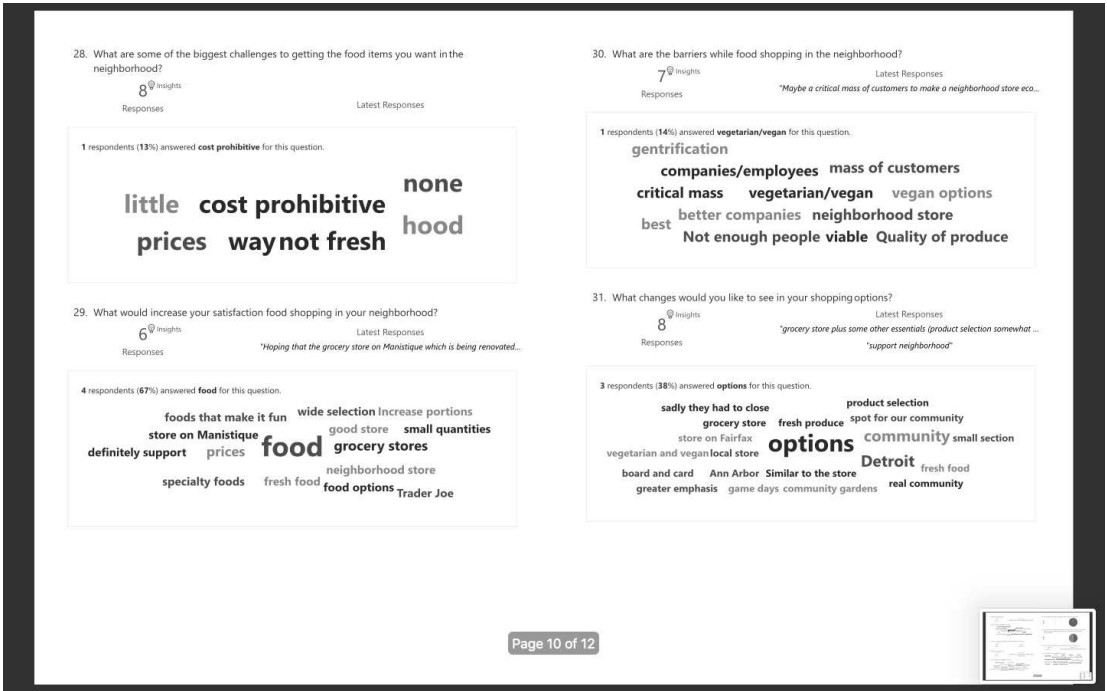 28. What are some of the biggest challenges to getting the food items you want in the
neighborhood?
8 Insights
Responses
Latest Responses
1 respondents (13%) answered cost prohibitive for this question.
none
little cost prohibitive
hood
prices way not fresh
29. What would increase your satisfaction food shopping in your neighborhood?
6 Insights
Responses
Latest Responses
"Hoping that the grocery store on Manistique which is being renovated...
4 respondents (67%) answered food for this question.
foods that make it fun wide selection Increase portions
good store small quantities
store on Manistique
food grocery stores
definitely support prices
neighborhood store
specialty foods fresh food food options Trader Joe
30. What are the barriers while food shopping in the neighborhood?
7 Insights
Responses
Latest Responses
"Maybe a critical mass of customers to make a neighborhood store eco...
1 respondents (14%) answered vegetarian/vegan for this question.
gentrification
companies/employees mass of customers
critical mass vegetarian/vegan vegan options
best better companies neighborhood store
Not enough people viable Quality of produce
31. What changes would you like to see in your shopping options?
8 Insights
Responses
Latest Responses
"grocery store plus some other essentials (product selection somewhat ...
"support neighborhood"
3 respondents (38%) answered options for this question.
product selection
sadly they had to close
grocery store fresh produce spot for our community
store on Fairfax options community small section
vegetarian and vegan local store
Detroit fresh food
board and card Ann Arbor Similar to the store
greater emphasis game days community gardens real community
Page 10 of 12